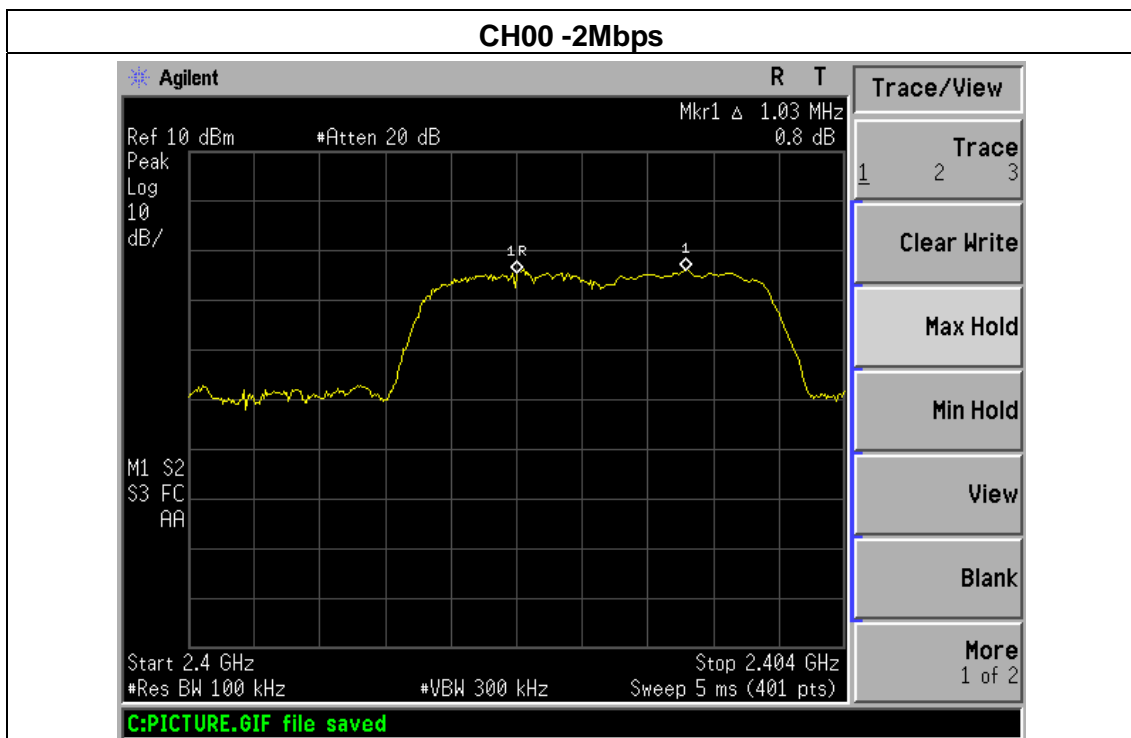 CH00 -2Mbps
Agilent R T
Mkr1 Δ 1.03 MHz
Ref 10 dBm #Atten 20 dB 0.8 dB
Peak
Log
10
dB/
1R
1
M1 S2
S3 FC
AA
Start 2.4 GHz Stop 2.404 GHz
#Res BW 100 kHz #VBW 300 kHz Sweep 5 ms (401 pts)
C:PICTURE.GIF file saved
Trace/View
Trace
1 2 3
Clear Write
Max Hold
Min Hold
View
Blank
More
1 of 2